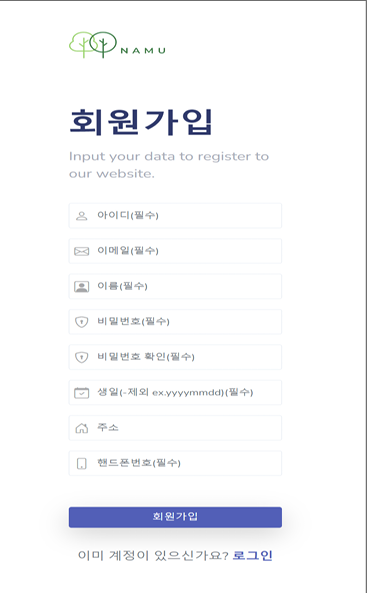 NAMU
회원가입
Input your data to register to
our website.
아이디(필수)
이메일(필수)
이름(필수)
비밀번호(필수)
비밀번호 확인(필수)
생일(-제외 ex.yyyymmdd)(필수)
주소
핸드폰번호(필수)
회원가입
이미 계정이 있으신가요? 로그인